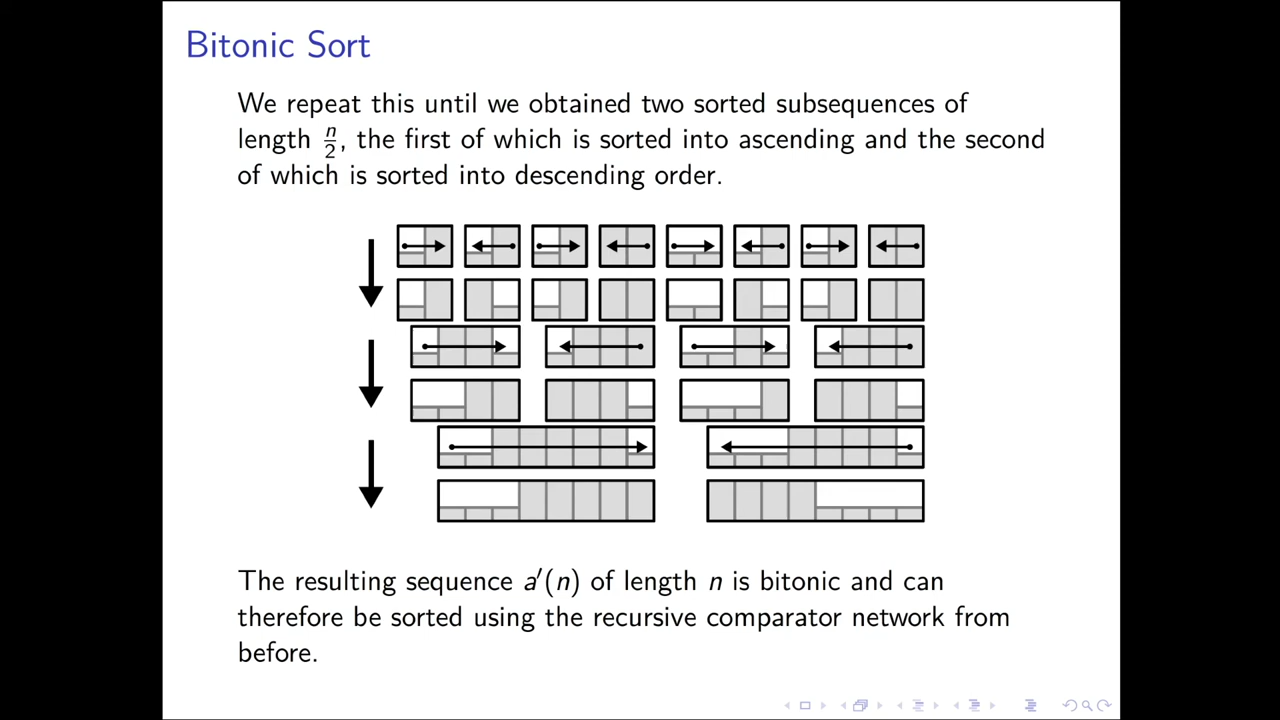 Bitonic Sort
We repeat this until we obtained two sorted subsequences of
length n/2, the first of which is sorted into ascending and the second
of which is sorted into descending order.
The resulting sequence a′(n) of length n is bitonic and can
therefore be sorted using the recursive comparator network from
before.